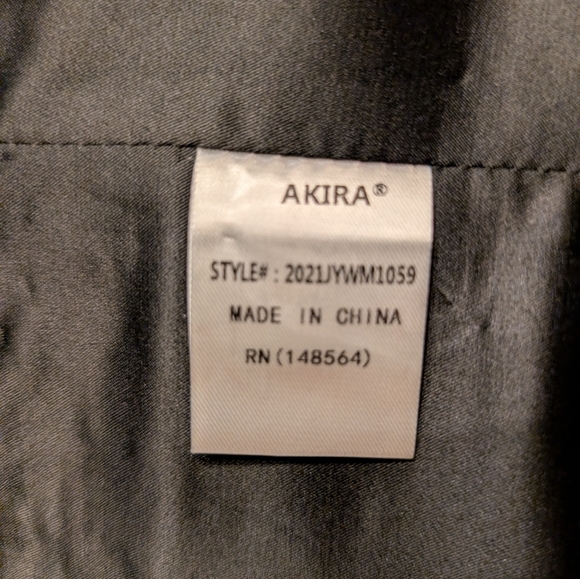 AKIRA®
STYLE#: 2021JYWM1059
MADE IN CHINA
RN(148564)